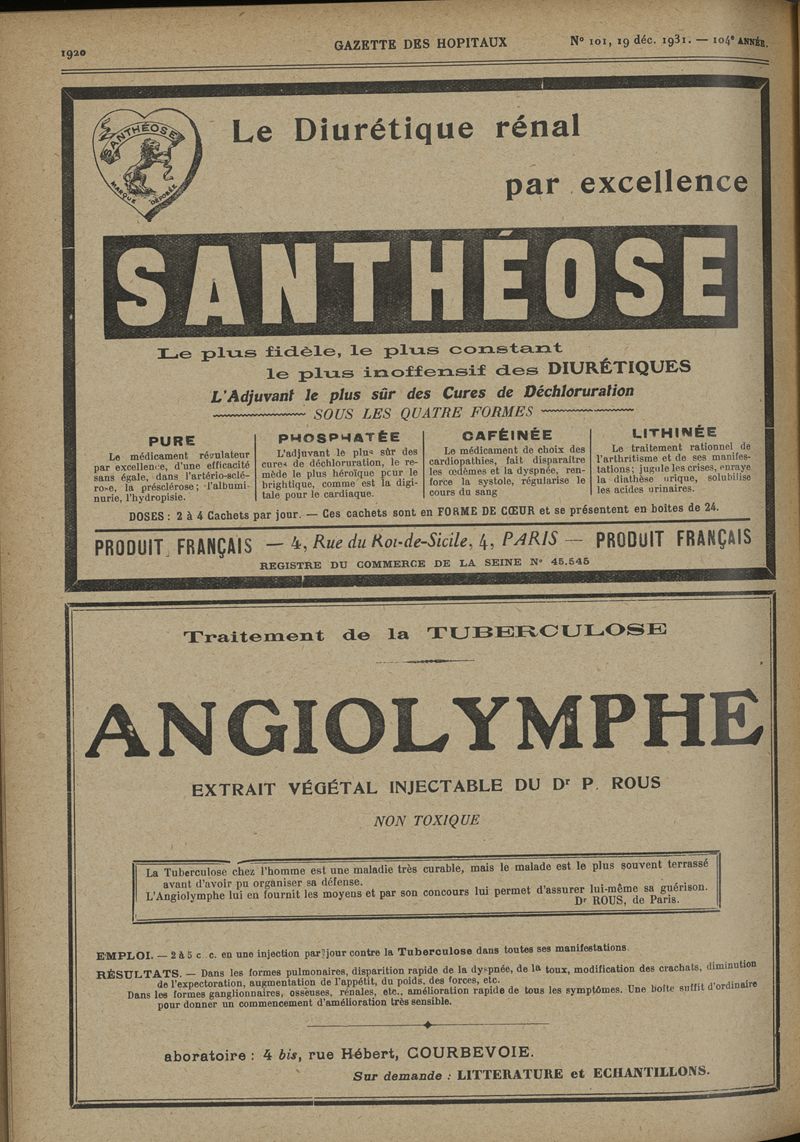 1920
GAZETTE DES HOPITAUX
N° 101, 19 déc. 1931. — 104e ANNÉE.
SANTHÉOSE
MARQUE DÉPOSÉE
Le Diurétique rénal
par excellence
SANTHÉOSE
Le plus fidèle, le plus constant
le plus inoffensif des DIURÉTIQUES
L'Adjuvant le plus sûr des Cures de Déchloruration
SOUS LES QUATRE FORMES
PURE
Le médicament régulateur
par excellence, d'une efficacité
sans égale, dans l'artério-sclé-
rose, la présclérose; l'albumi-
nurie, l'hydropisie.
PHOSPHATÉE
L'adjuvant le plus sûr des
cures de déchloruration, le re-
mède le plus héroïque pour le
brightique, comme est la digi-
tale pour le cardiaque.
CAFÉINÉE
Le médicament de choix des
cardiopathies, fait disparaître
les œdèmes et la dyspnée, ren-
force la systole, régularise le
cours du sang
LITHINÉE
Le traitement rationnel de
l'arthritisme et de ses manifes-
tations; jugule les crises, enraye
la diathèse urique, solubilise
les acides urinaires.
DOSES : 2 à 4 Cachets par jour. — Ces cachets sont en FORME DE CŒUR et se présentent en boîtes de 24.
PRODUIT FRANÇAIS — 4, Rue du Roi-de-Sicile, 4, PARIS — PRODUIT FRANÇAIS
REGISTRE DU COMMERCE DE LA SEINE N° 45.545
Traitement de la TUBERCULOSE
ANGIOLYMPHE
EXTRAIT VÉGÉTAL INJECTABLE DU Dr P. ROUS
NON TOXIQUE
La Tuberculose chez l'homme est une maladie très curable, mais le malade est le plus souvent terrassé
avant d'avoir pu organiser sa défense.
L'Angiolymphe lui en fournit les moyens et par son concours lui permet d'assurer lui-même sa guérison.
Dr ROUS, de Paris.
EMPLOI. — 2 à 5 c. c. en une injection par jour contre la Tuberculose dans toutes ses manifestations.
RÉSULTATS. — Dans les formes pulmonaires, disparition rapide de la dyspnée, de la toux, modification des crachats, diminution
de l'expectoration, augmentation de l'appétit, du poids, des forces, etc.
Dans les formes ganglionnaires, osseuses, rénales, etc., amélioration rapide de tous les symptômes. Une boîte suffit d'ordinaire
pour donner un commencement d'amélioration très sensible.
aboratoire : 4 bis, rue Hébert, COURBEVOIE.
Sur demande : LITTERATURE et ECHANTILLONS.